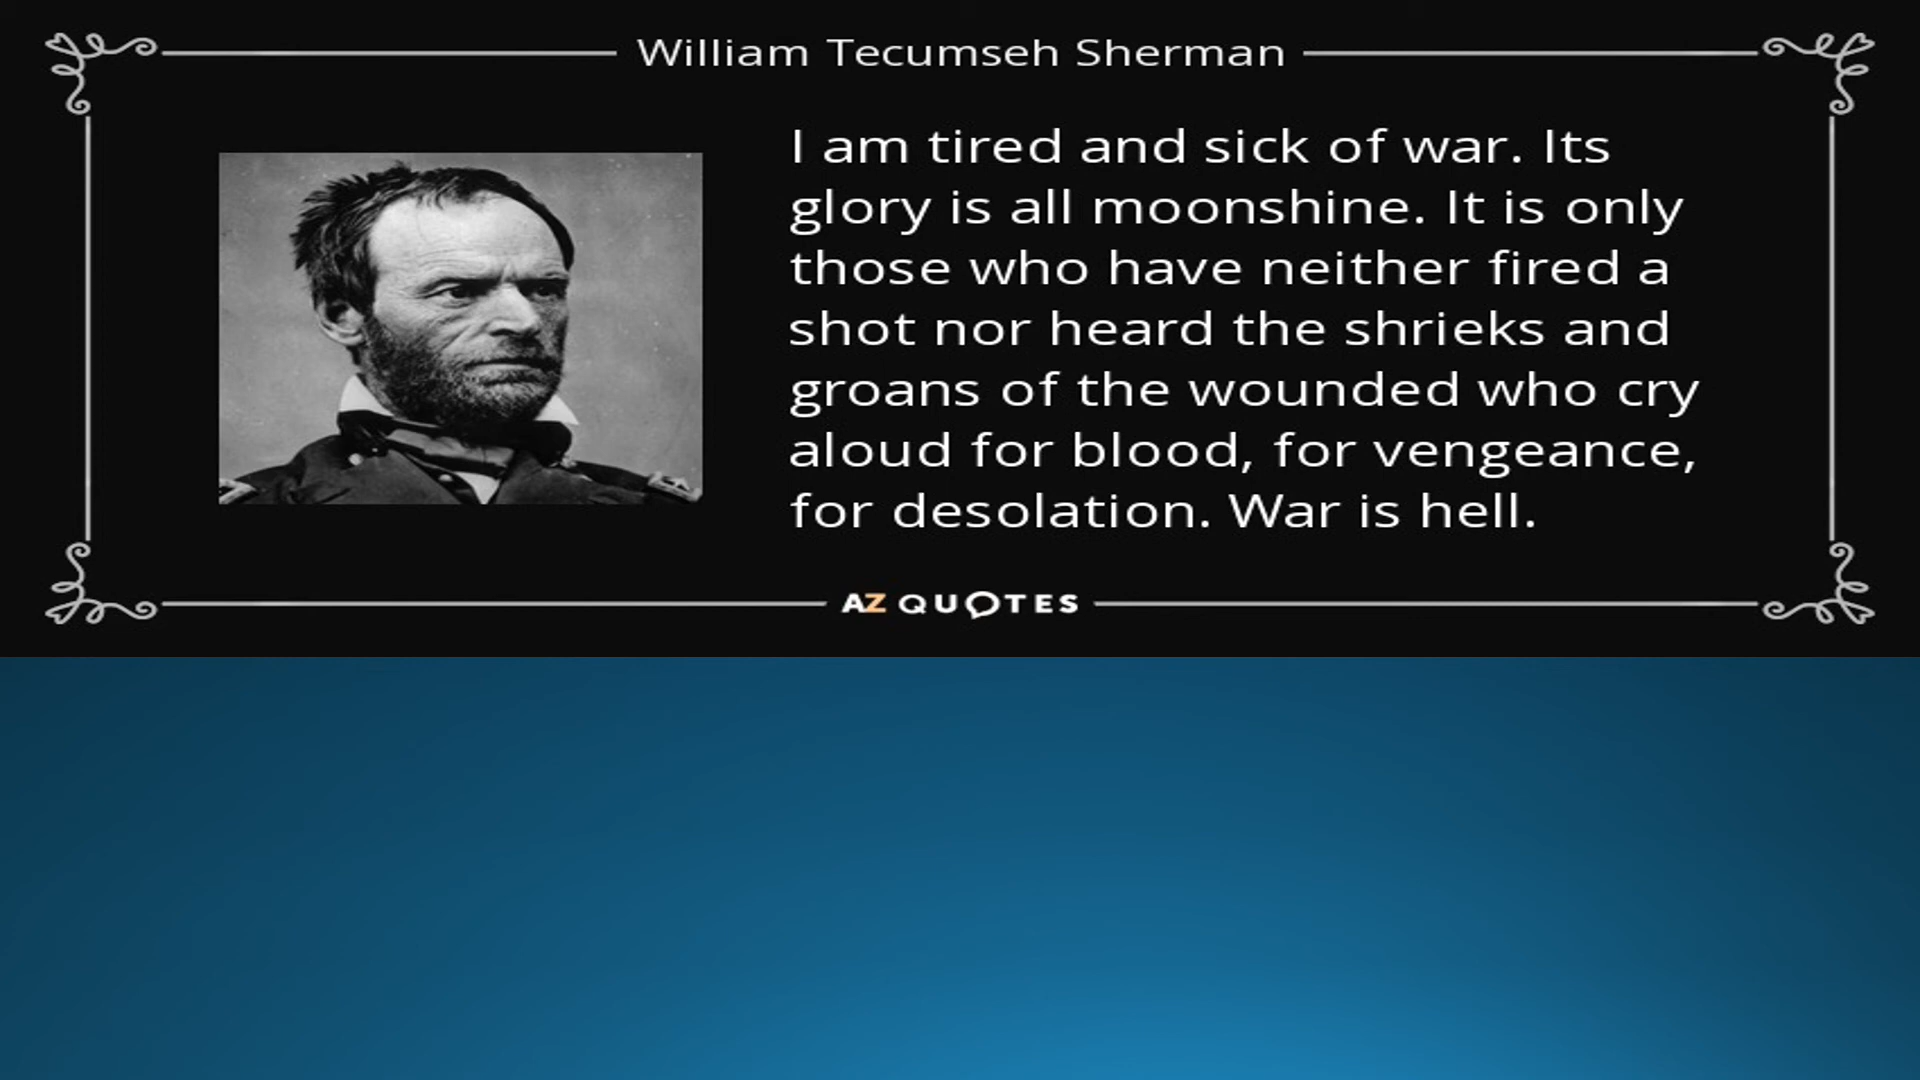 William Tecumseh Sherman
I am tired and sick of war. Its
glory is all moonshine. It is only
those who have neither fired a
shot nor heard the shrieks and
groans of the wounded who cry
aloud for blood, for vengeance,
for desolation. War is hell.
AZ QUOTES